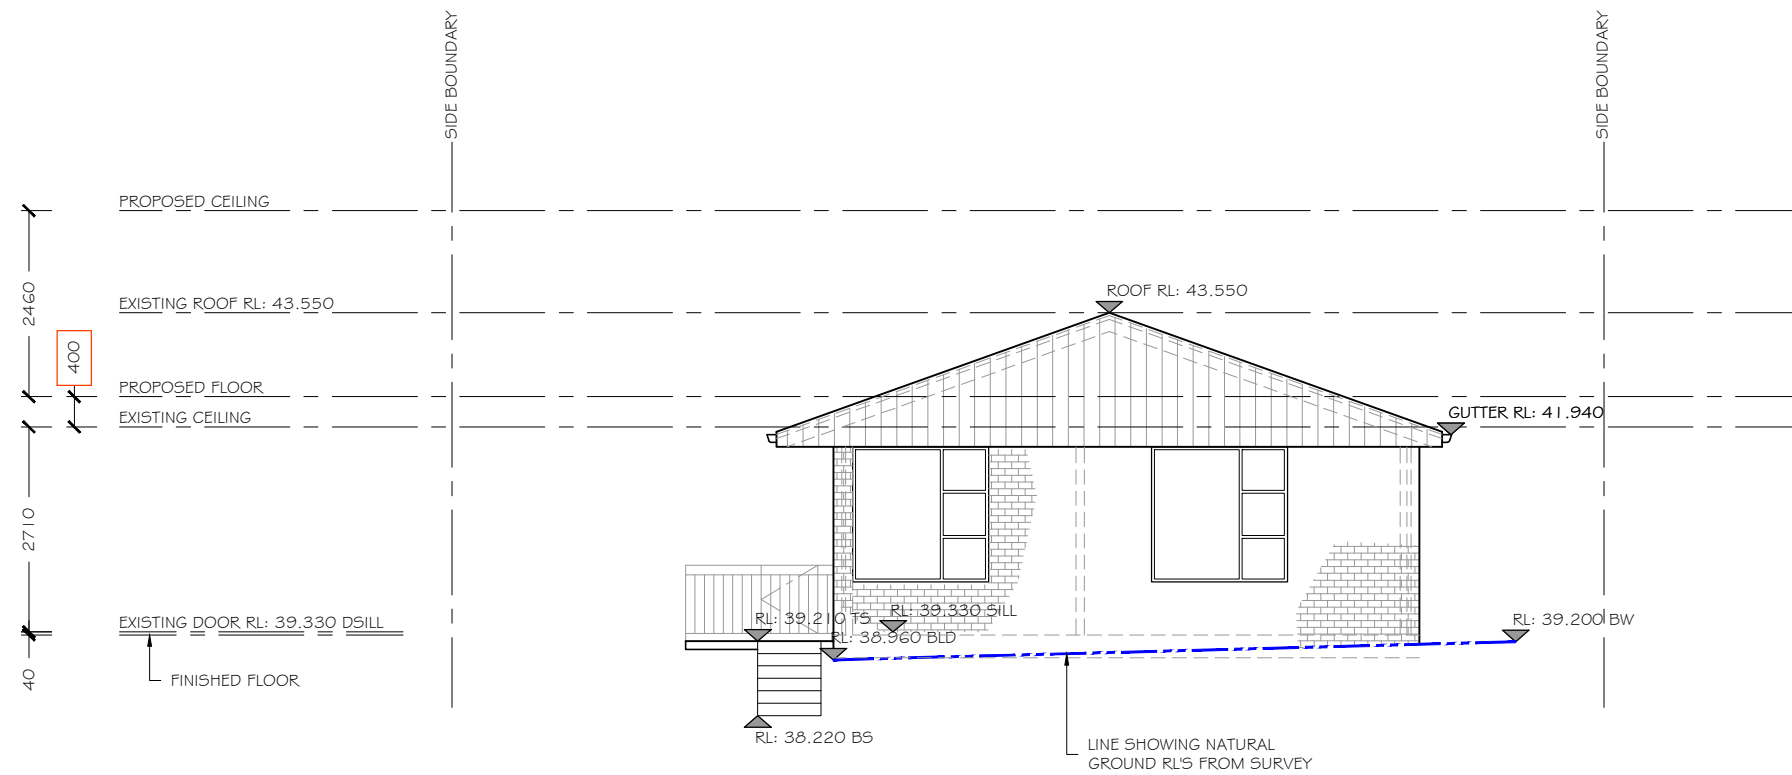 SIDE BOUNDARY
SIDE BOUNDARY
PROPOSED CEILING
2460
EXISTING ROOF RL: 43.550
ROOF RL: 43.550
400
PROPOSED FLOOR
EXISTING CEILING
GUTTER RL: 41.940
2710
EXISTING DOOR RL: 39.330 DSILL
RL: 39.210 TS
RL: 39.330 SILL
RL: 38.960 BLD
RL: 39.200 BW
40
FINISHED FLOOR
RL: 38.220 BS
LINE SHOWING NATURAL
GROUND RL'S FROM SURVEY